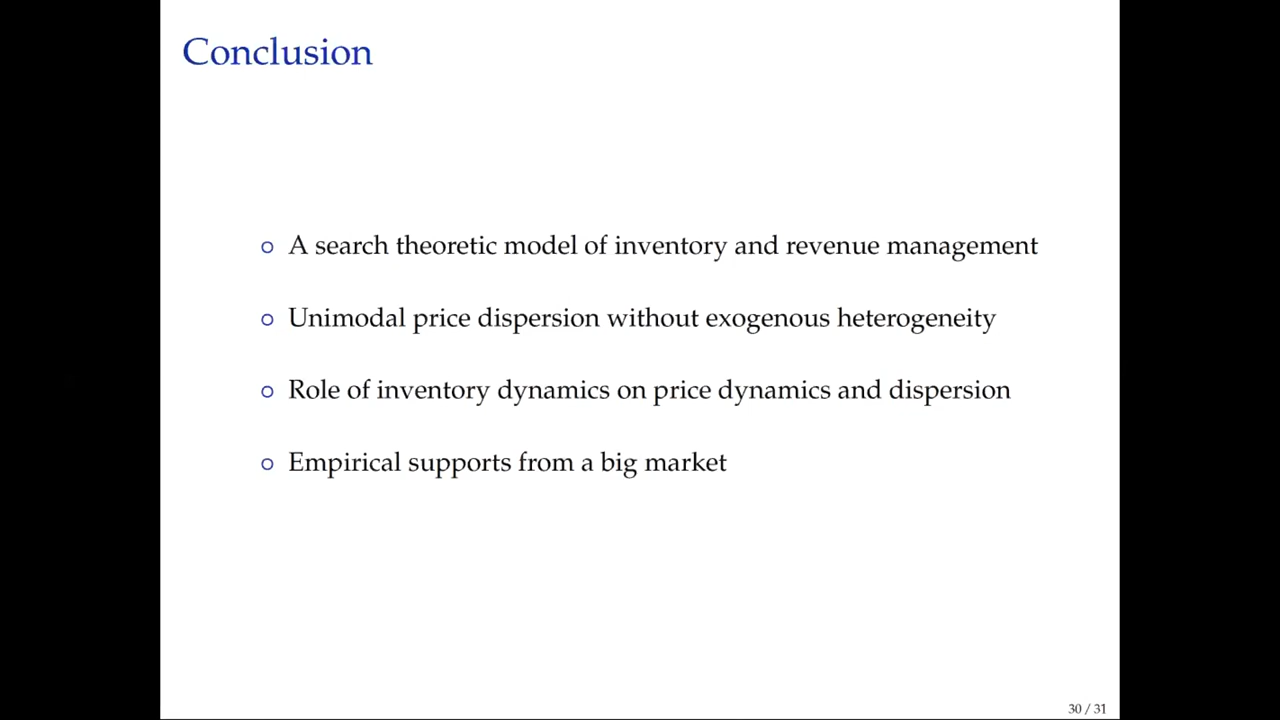 Conclusion
A search theoretic model of inventory and revenue management
Unimodal price dispersion without exogenous heterogeneity
Role of inventory dynamics on price dynamics and dispersion
Empirical supports from a big market
30 / 31